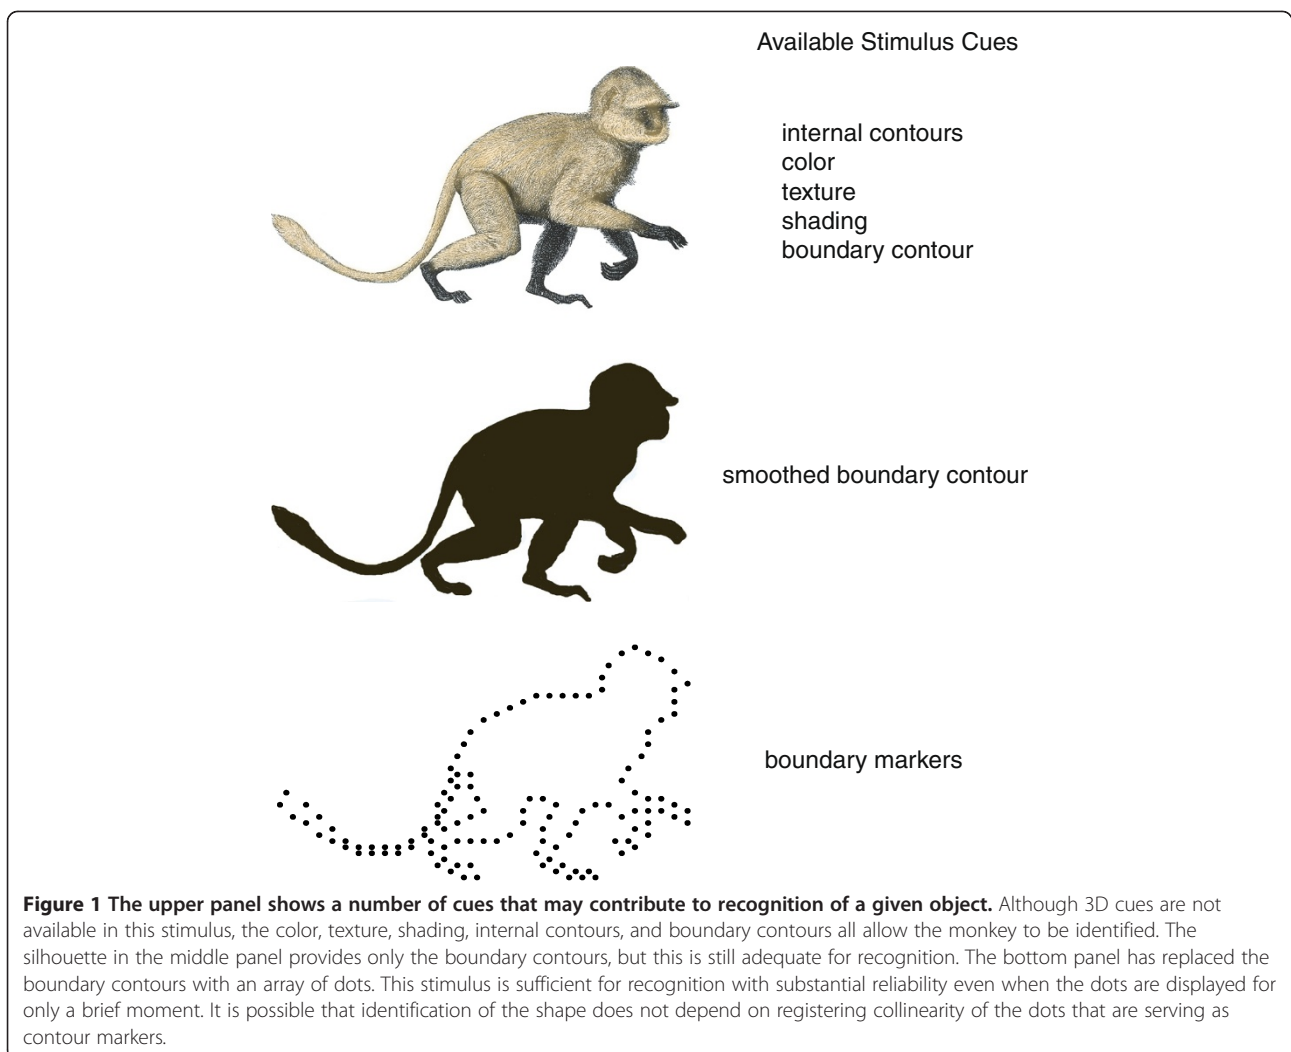 Available Stimulus Cues
internal contours
color
texture
shading
boundary contour
smoothed boundary contour
boundary markers
Figure 1 The upper panel shows a number of cues that may contribute to recognition of a given object. Although 3D cues are not
available in this stimulus, the color, texture, shading, internal contours, and boundary contours all allow the monkey to be identified. The
silhouette in the middle panel provides only the boundary contours, but this is still adequate for recognition. The bottom panel has replaced the
boundary contours with an array of dots. This stimulus is sufficient for recognition with substantial reliability even when the dots are displayed for
only a brief moment. It is possible that identification of the shape does not depend on registering collinearity of the dots that are serving as
contour markers.